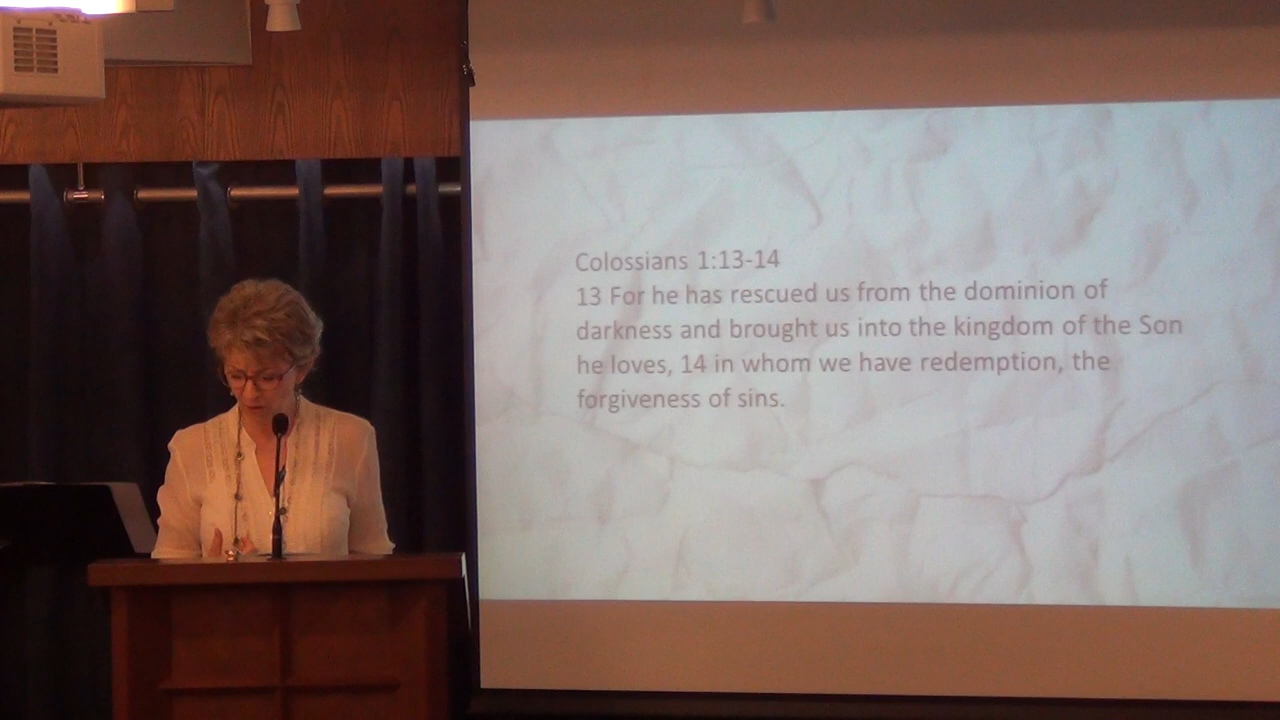 Colossians 1:13-14
13 For he has rescued us from the dominion of
darkness and brought us into the kingdom of the Son
he loves, 14 in whom we have redemption, the
forgiveness of sins.